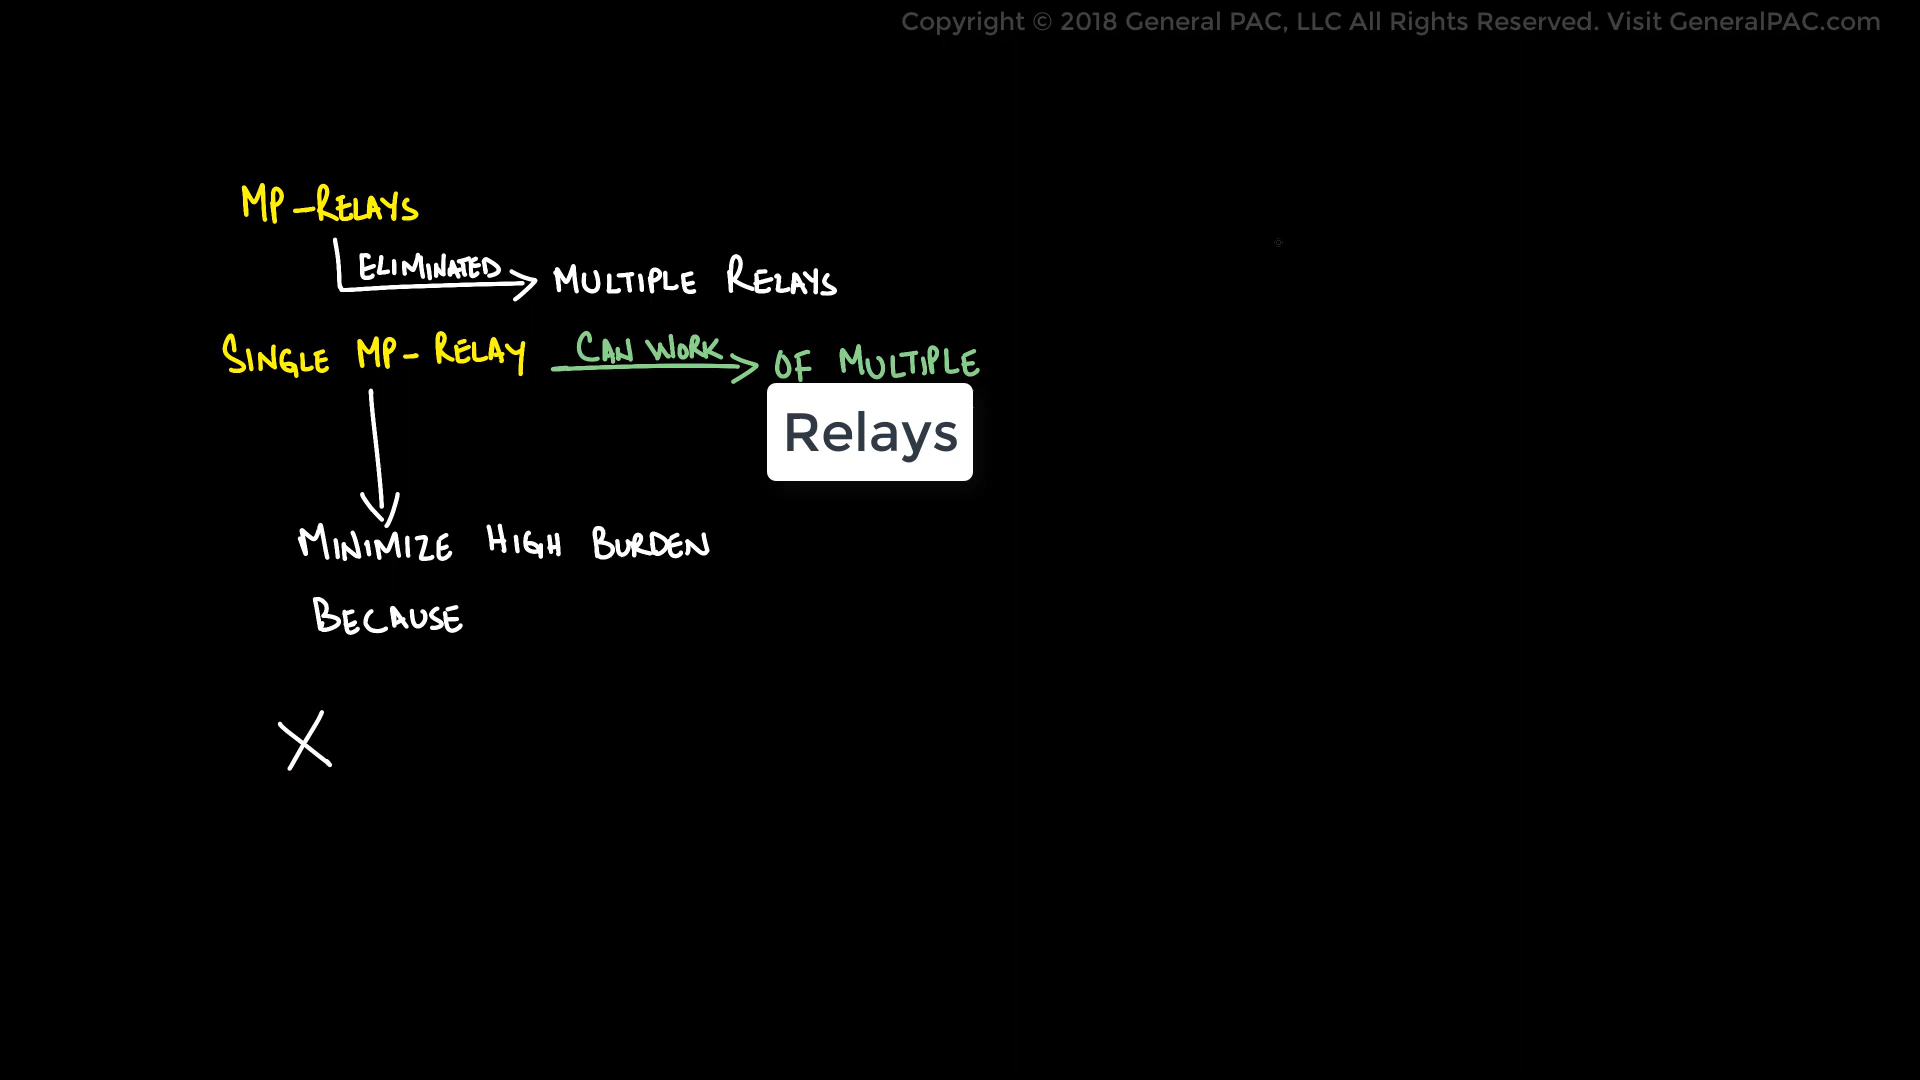 Copyright © 2018 General PAC, LLC All Rights Reserved. Visit GeneralPAC.com
MP-RELAYS
ELIMINATED MULTIPLE RELAYS
SINGLE MP-RELAY CAN WORK OF MULTIPLE
Relays
MINIMIZE HIGH BURDEN
BECAUSE
X